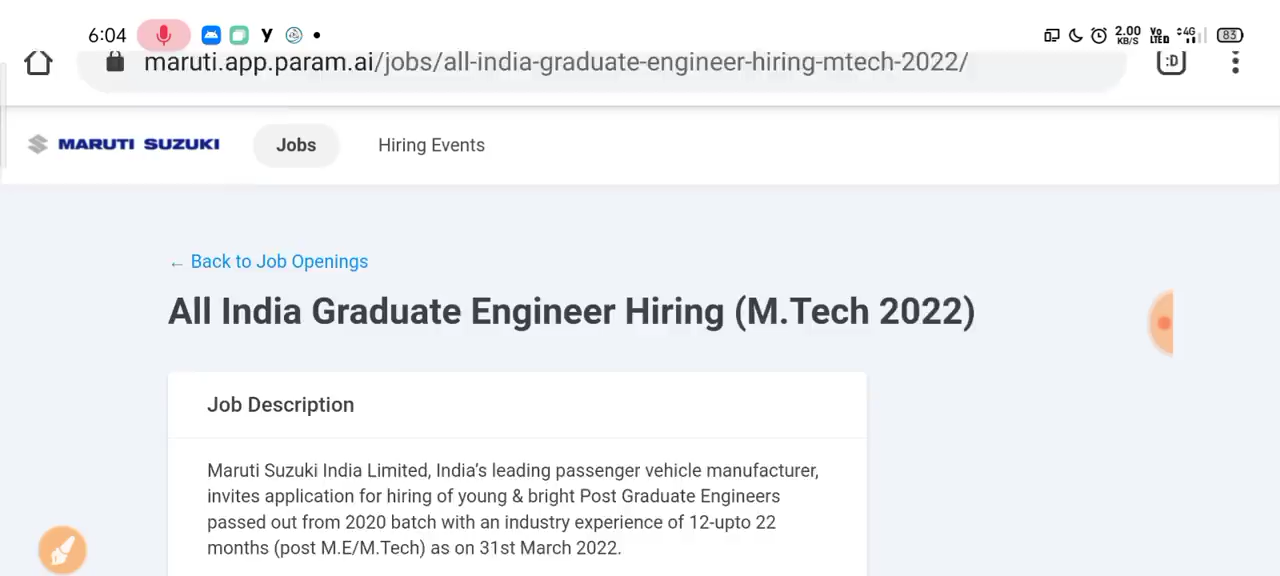 6:04 y 2.00 KB/S Vo LTED 4G 83
maruti.app.param.ai/jobs/all-india-graduate-engineer-hiring-mtech-2022/ :D
MARUTI SUZUKI Jobs Hiring Events
← Back to Job Openings
All India Graduate Engineer Hiring (M.Tech 2022)
Job Description
Maruti Suzuki India Limited, India's leading passenger vehicle manufacturer,
invites application for hiring of young & bright Post Graduate Engineers
passed out from 2020 batch with an industry experience of 12-upto 22
months (post M.E/M.Tech) as on 31st March 2022.